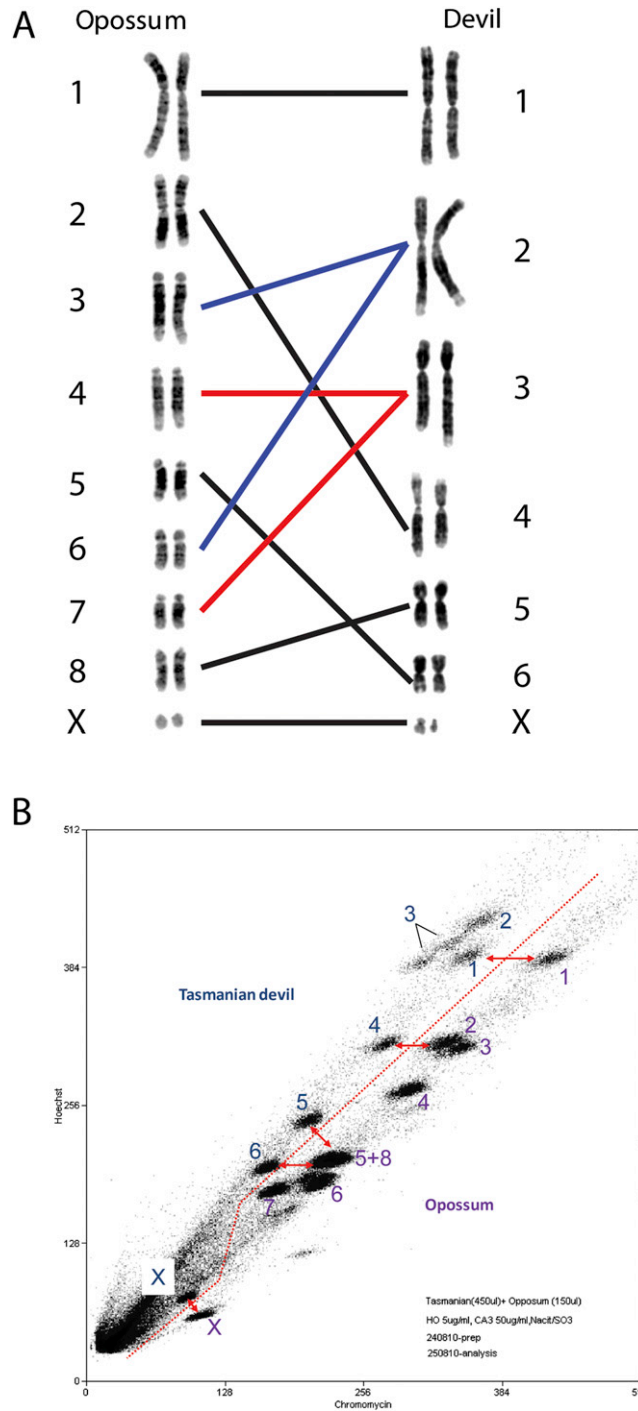 A
Opossum Devil
1 1
2 2
3 3
4 4
5 5
6 6
7
8
X X
B
512
384
256
128
0
Hoechst
Tasmanian devil
3
2
1
1
4
2
3
4
5
6
5+8
7
6
Opossum
X
X
Tasmanian(450ul)+ Opposum (150ul)
HO 5ug/ml, CA3 50ug/ml,Nacit/SO3
240810-prep
250810-analysis
0 128 256 384
Chromomycin